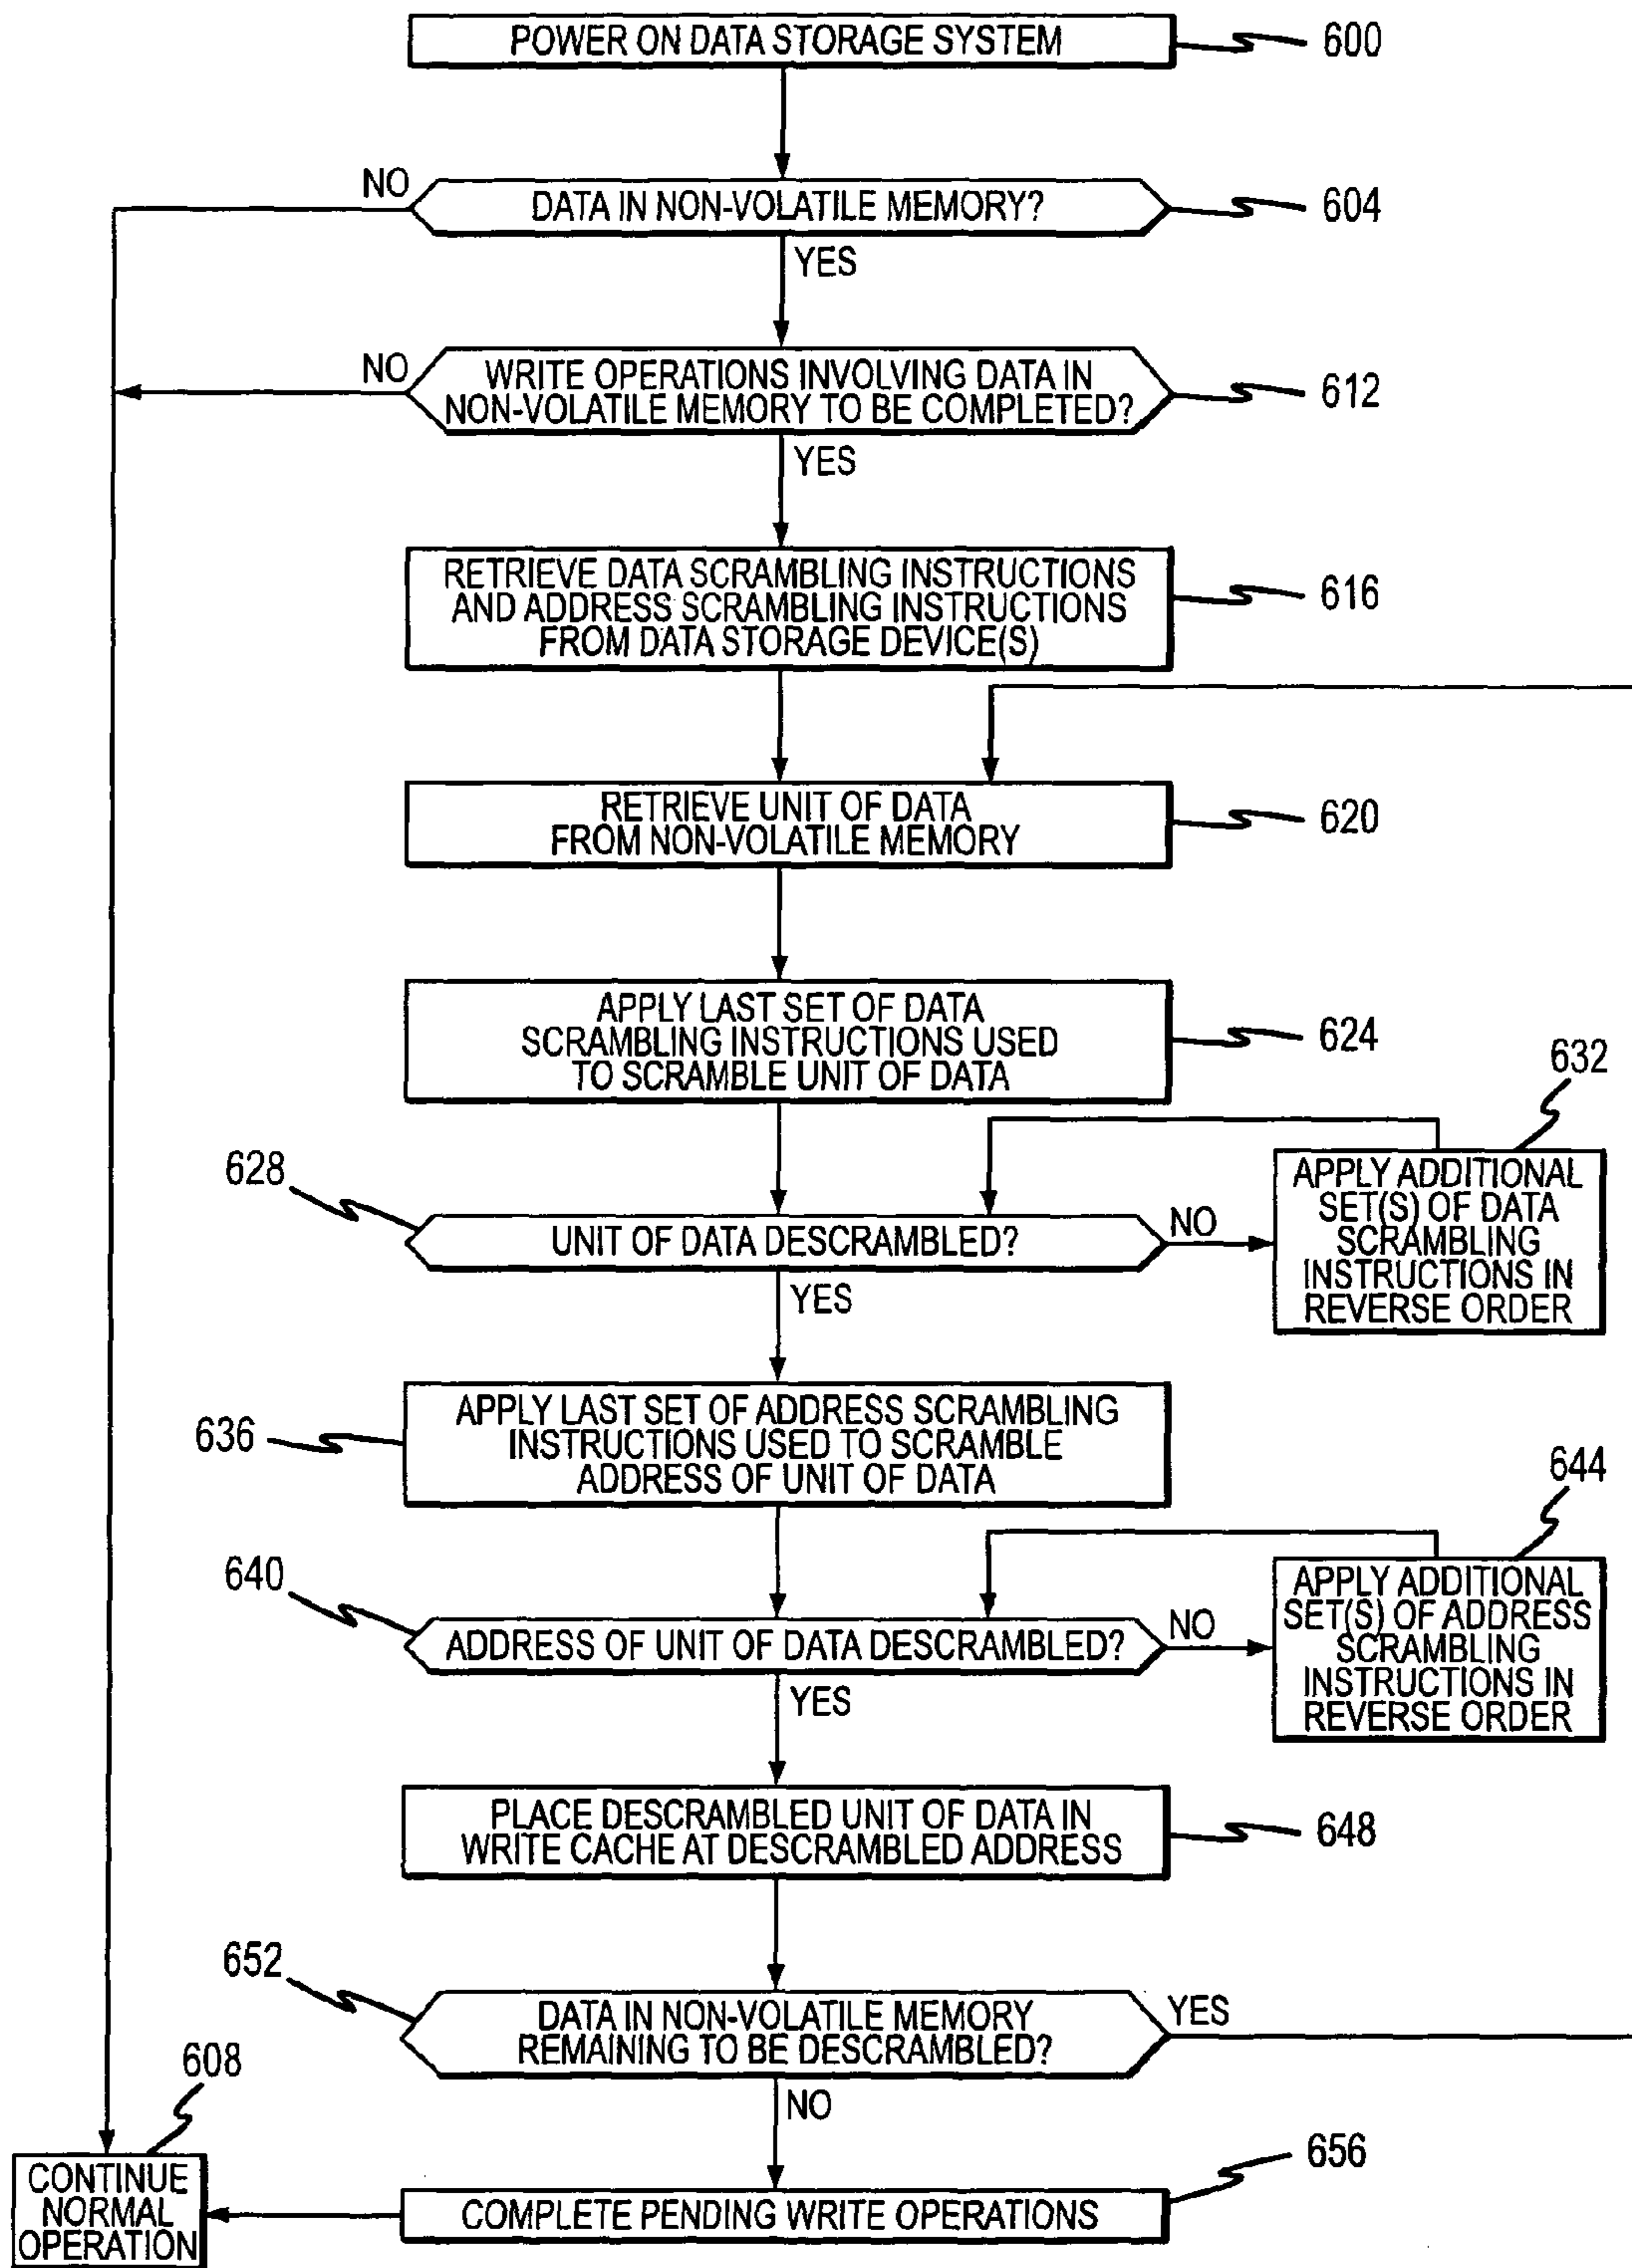 POWER ON DATA STORAGE SYSTEM
600
NO
DATA IN NON-VOLATILE MEMORY?
604
YES
NO
WRITE OPERATIONS INVOLVING DATA IN
NON-VOLATILE MEMORY TO BE COMPLETED?
612
YES
RETRIEVE DATA SCRAMBLING INSTRUCTIONS
AND ADDRESS SCRAMBLING INSTRUCTIONS
FROM DATA STORAGE DEVICE(S)
616
RETRIEVE UNIT OF DATA
FROM NON-VOLATILE MEMORY
620
APPLY LAST SET OF DATA
SCRAMBLING INSTRUCTIONS USED
TO SCRAMBLE UNIT OF DATA
624
632
628
UNIT OF DATA DESCRAMBLED?
NO
APPLY ADDITIONAL
SET(S) OF DATA
SCRAMBLING
INSTRUCTIONS IN
REVERSE ORDER
YES
636
APPLY LAST SET OF ADDRESS SCRAMBLING
INSTRUCTIONS USED TO SCRAMBLE
ADDRESS OF UNIT OF DATA
644
640
ADDRESS OF UNIT OF DATA DESCRAMBLED?
NO
APPLY ADDITIONAL
SET(S) OF ADDRESS
SCRAMBLING
INSTRUCTIONS IN
REVERSE ORDER
YES
PLACE DESCRAMBLED UNIT OF DATA IN
WRITE CACHE AT DESCRAMBLED ADDRESS
648
652
DATA IN NON-VOLATILE MEMORY
REMAINING TO BE DESCRAMBLED?
YES
NO
608
CONTINUE
NORMAL
OPERATION
COMPLETE PENDING WRITE OPERATIONS
656